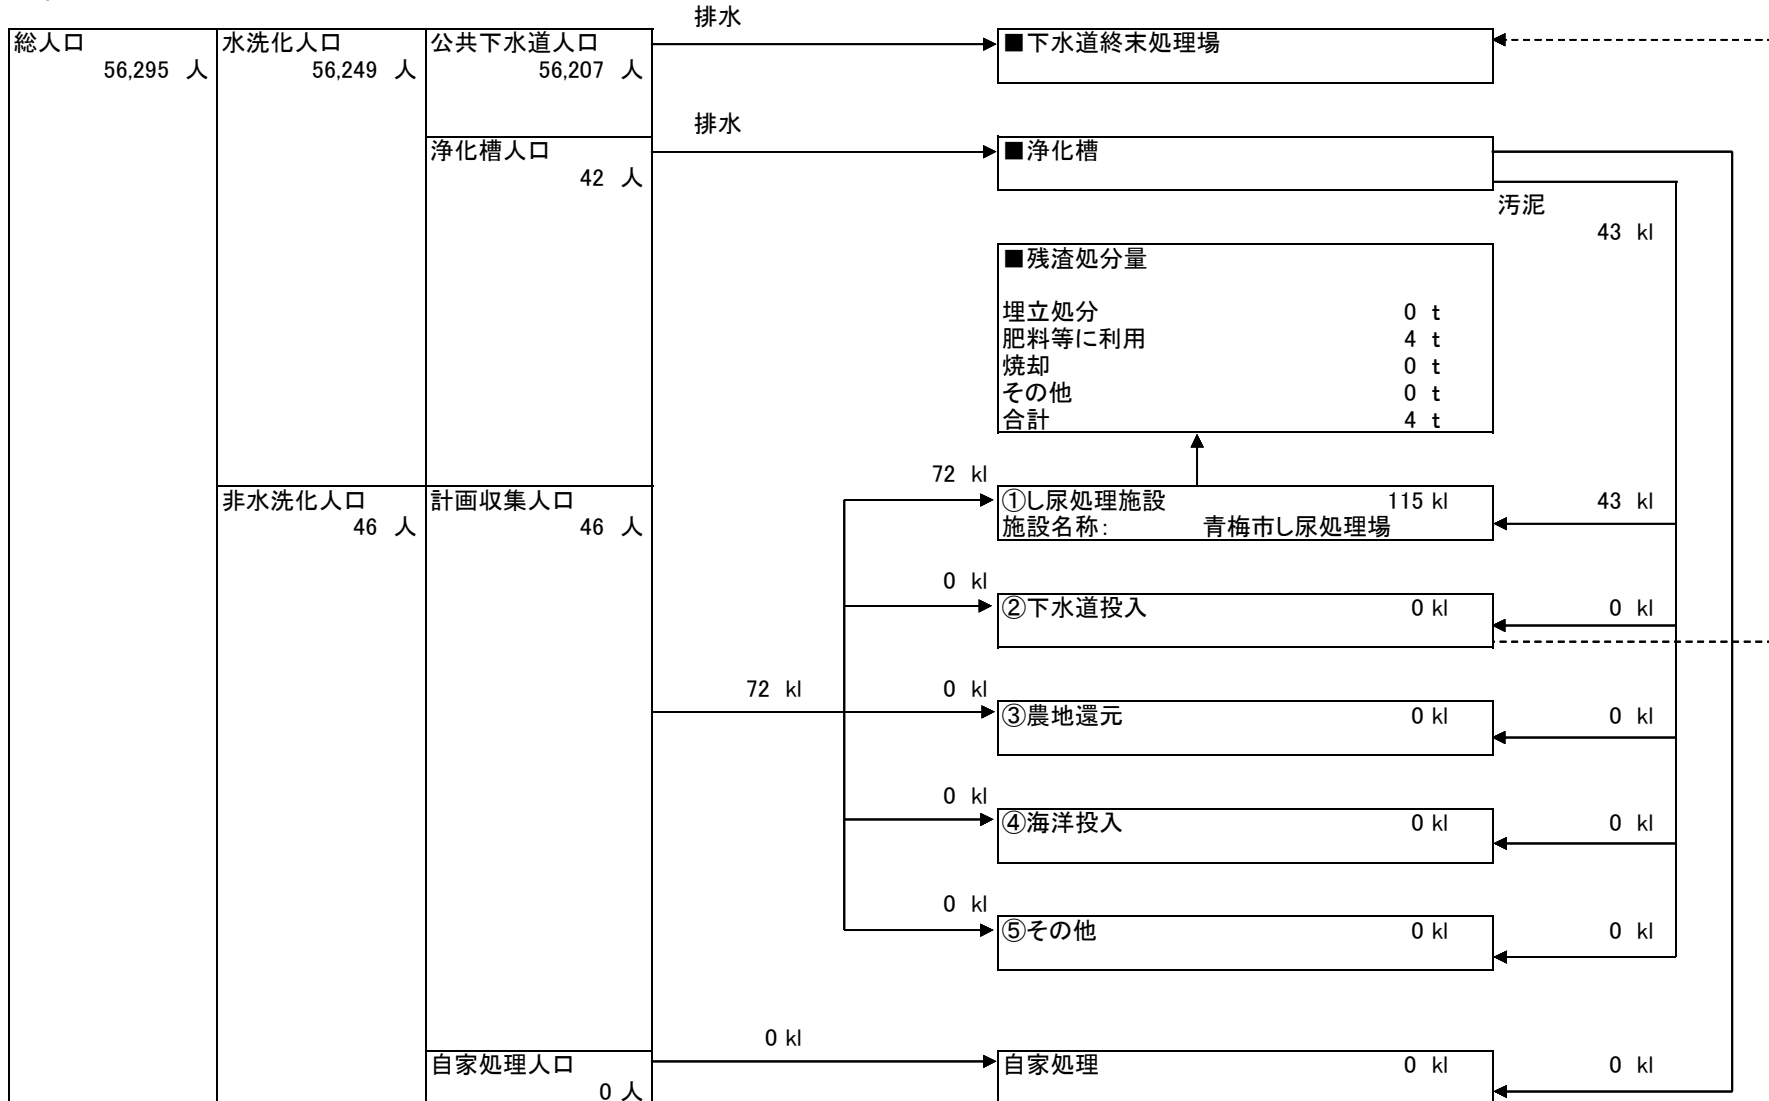 排水
総人口 水洗化人口 公共下水道人口 ■下水道終末処理場
56,295 人 56,249 人 56,207 人
排水
浄化槽人口 ■浄化槽
42 人
汚泥
43 kl
■残渣処分量
埋立処分 0 t
肥料等に利用 4 t
焼却 0 t
その他 0 t
合計 4 t
72 kl
非水洗化人口 計画収集人口 ①し尿処理施設 115 kl 43 kl
46 人 46 人 施設名称: 青梅市し尿処理場
0 kl
②下水道投入 0 kl 0 kl
72 kl 0 kl
③農地還元 0 kl 0 kl
0 kl
④海洋投入 0 kl 0 kl
0 kl
⑤その他 0 kl 0 kl
0 kl
自家処理人口 自家処理 0 kl 0 kl
0 人